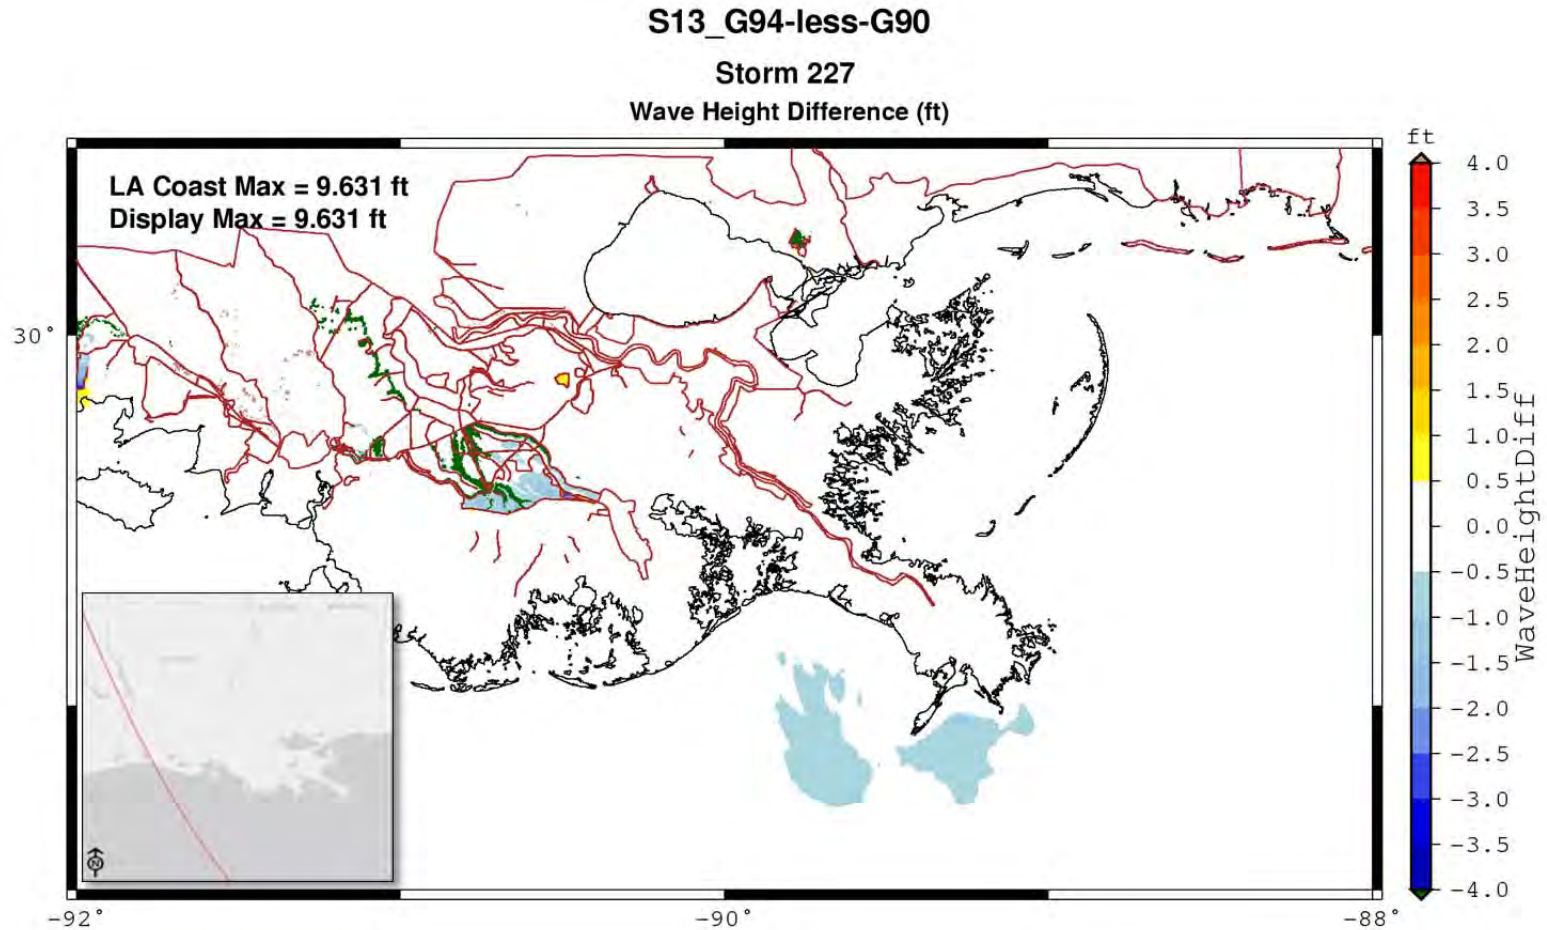 S13_G94-less-G90
Storm 227
Wave Height Difference (ft)
LA Coast Max = 9.631 ft
Display Max = 9.631 ft
ft
4.0
3.5
3.0
2.5
2.0
1.5
1.0
0.5
0.0
−0.5
−1.0
−1.5
−2.0
−2.5
−3.0
−3.5
−4.0
WaveHeightDiff
30°
N
−92°
−90°
−88°